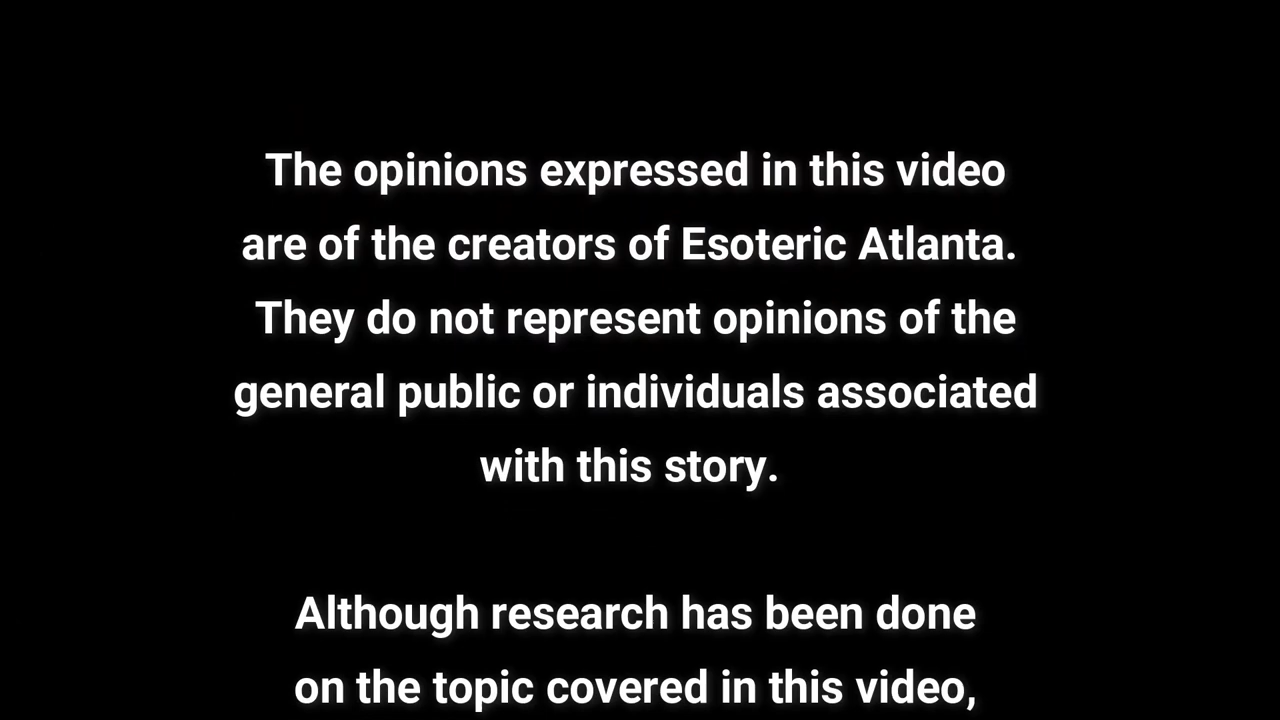 The opinions expressed in this video
are of the creators of Esoteric Atlanta.
They do not represent opinions of the
general public or individuals associated
with this story.
Although research has been done
on the topic covered in this video,